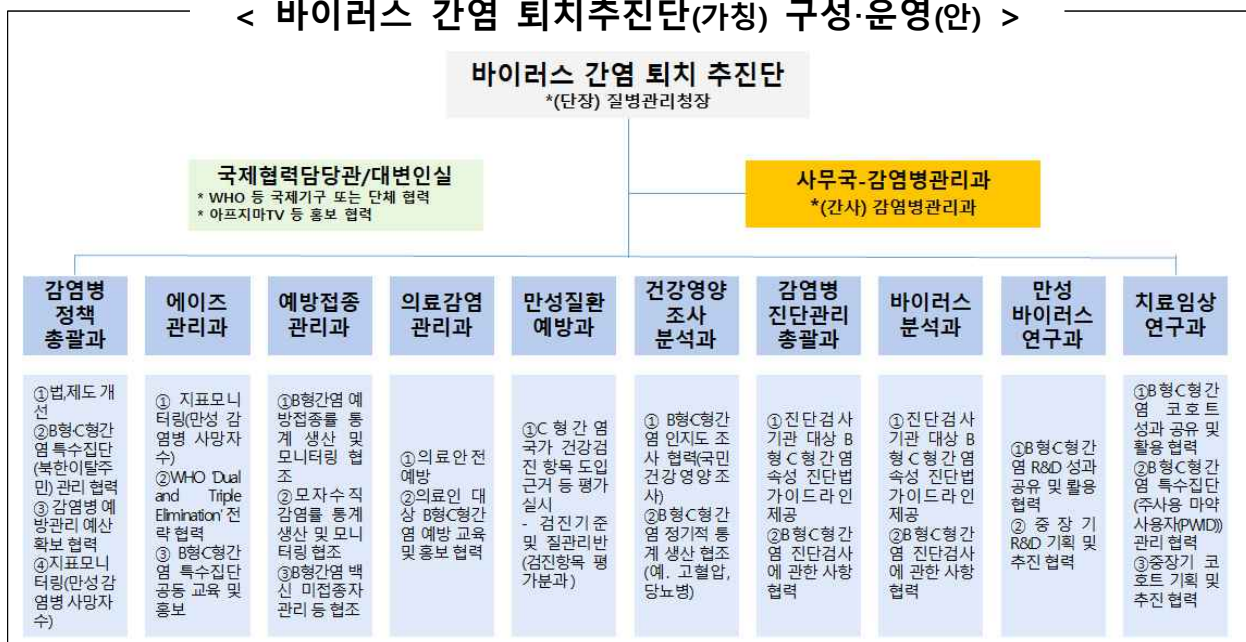 < 바이러스 간염 퇴치추진단(가칭) 구성·운영(안) >
바이러스 간염 퇴치 추진단
*(단장) 질병관리청장
국제협력담당관/대변인실
* WHO 등 국제기구 또는 단체 협력
* 아프지마TV 등 홍보 협력
사무국-감염병관리과
*(간사) 감염병관리과
감염병
정책
총괄과
①법,제도 개
선
②B형·C형간
염 특수집단
(북한이탈주
민) 관리 협력
③ 감염병 예
방관리 예산
확보 협력
④지표모니
터링(만성 감
염병 사망자
수)
에이즈
관리과
① 지표모니
터링(만성 감
염병 사망자
수)
②WHO 'Dual
and Triple
Elimination' 전
략 협력
③ B형·C형간
염 특수집단
공동 교육 및
홍보
예방접종
관리과
①B형간염 예
방접종률 통
계 생산 및
모니터링 협
조
②모자수직
감염률 통계
생산 및 모니
터링 협조
③B형간염 백
신 미접종자
관리 등 협조
의료감염
관리과
①의료안전
예방
②의료인 대
상 B형·C형간
염 예방 교육
및 홍보 협력
만성질환
예방과
①C 형 간 염
국가 건강검
진 항목 도입
근거 등 평가
실시
- 검진기준
및 질관리반
(검진항목 평
가분과)
건강영양
조사
분석과
① B형·C형간
염 인지도 조
사 협력(국민
건강영양조
사)
②B형·C형간
염 정기적 통
계 생산 협조
(예. 고혈압,
당뇨병)
감염병
진단관리
총괄과
①진단검사
기관 대상 B
형·C형간염
속성 진단법
가이드라인
제공
②B형·C형간
염 진단검사
에 관한 사항
협력
바이러스
분석과
①진단검사
기관 대상 B
형·C형간염
속성 진단법
가이드라인
제공
②B형·C형간
염 진단검사
에 관한 사항
협력
만성
바이러스
연구과
①B형·C형간
염 R&D 성과
공유 및 활용
협력
② 중 장 기
R&D 기획 및
추진 협력
치료임상
연구과
①B형·C형간
염 코호트
성과 공유 및
활용 협력
②B형·C형간
염 특수집단
(주사용 마약
사용자(PWID))
관리 협력
③중장기 코
호트 기획 및
추진 협력